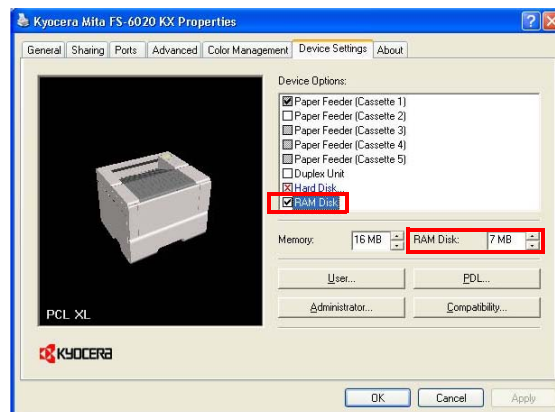 Kyocera Mita FS-6020 KX Properties
General Sharing Ports Advanced Color Management Device Settings About
Device Options:
Paper Feeder (Cassette 1)
Paper Feeder (Cassette 2)
Paper Feeder (Cassette 3)
Paper Feeder (Cassette 4)
Paper Feeder (Cassette 5)
Duplex Unit
Hard Disk...
RAM Disk
Memory: 16 MB RAM Disk: 7 MB
User... PDL...
Administrator... Compatibility...
PCL XL
KYOCERA
OK Cancel Apply